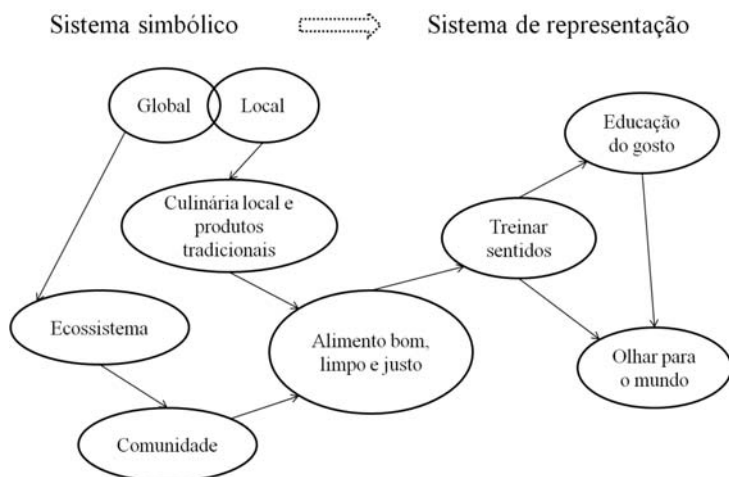 Sistema simbólico
Sistema de representação
Global
Local
Educação
do gosto
Culinária local e
produtos
tradicionais
Treinar
sentidos
Ecossistema
Alimento bom,
limpo e justo
Olhar para
o mundo
Comunidade